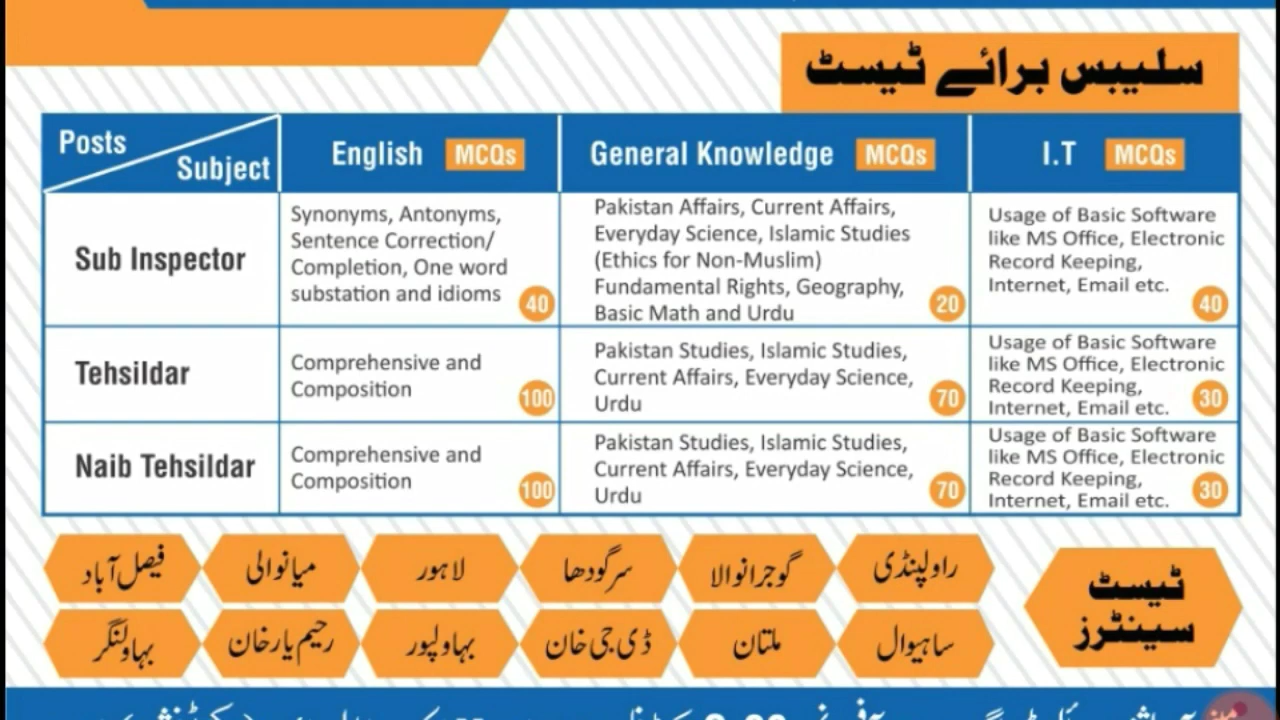 سلیبس برائے ٹیسٹ
Posts
Subject
English MCQs
General Knowledge MCQs
I.T MCQs
Sub Inspector
Synonyms, Antonyms,
Sentence Correction/
Completion, One word
substation and idioms
40
Pakistan Affairs, Current Affairs,
Everyday Science, Islamic Studies
(Ethics for Non-Muslim)
Fundamental Rights, Geography,
Basic Math and Urdu
20
Usage of Basic Software
like MS Office, Electronic
Record Keeping,
Internet, Email etc.
40
Tehsildar
Comprehensive and
Composition
100
Pakistan Studies, Islamic Studies,
Current Affairs, Everyday Science,
Urdu
70
Usage of Basic Software
like MS Office, Electronic
Record Keeping,
Internet, Email etc.
30
Naib Tehsildar
Comprehensive and
Composition
100
Pakistan Studies, Islamic Studies,
Current Affairs, Everyday Science,
Urdu
70
Usage of Basic Software
like MS Office, Electronic
Record Keeping,
Internet, Email etc.
30
ٹیسٹ
سینٹرز
راولپنڈی گوجرانوالا سرگودھا لاہور میانوالی فیصل آباد
ساہیوال ملتان ڈی جی خان بہاولپور رحیم یار خان بہاولنگر